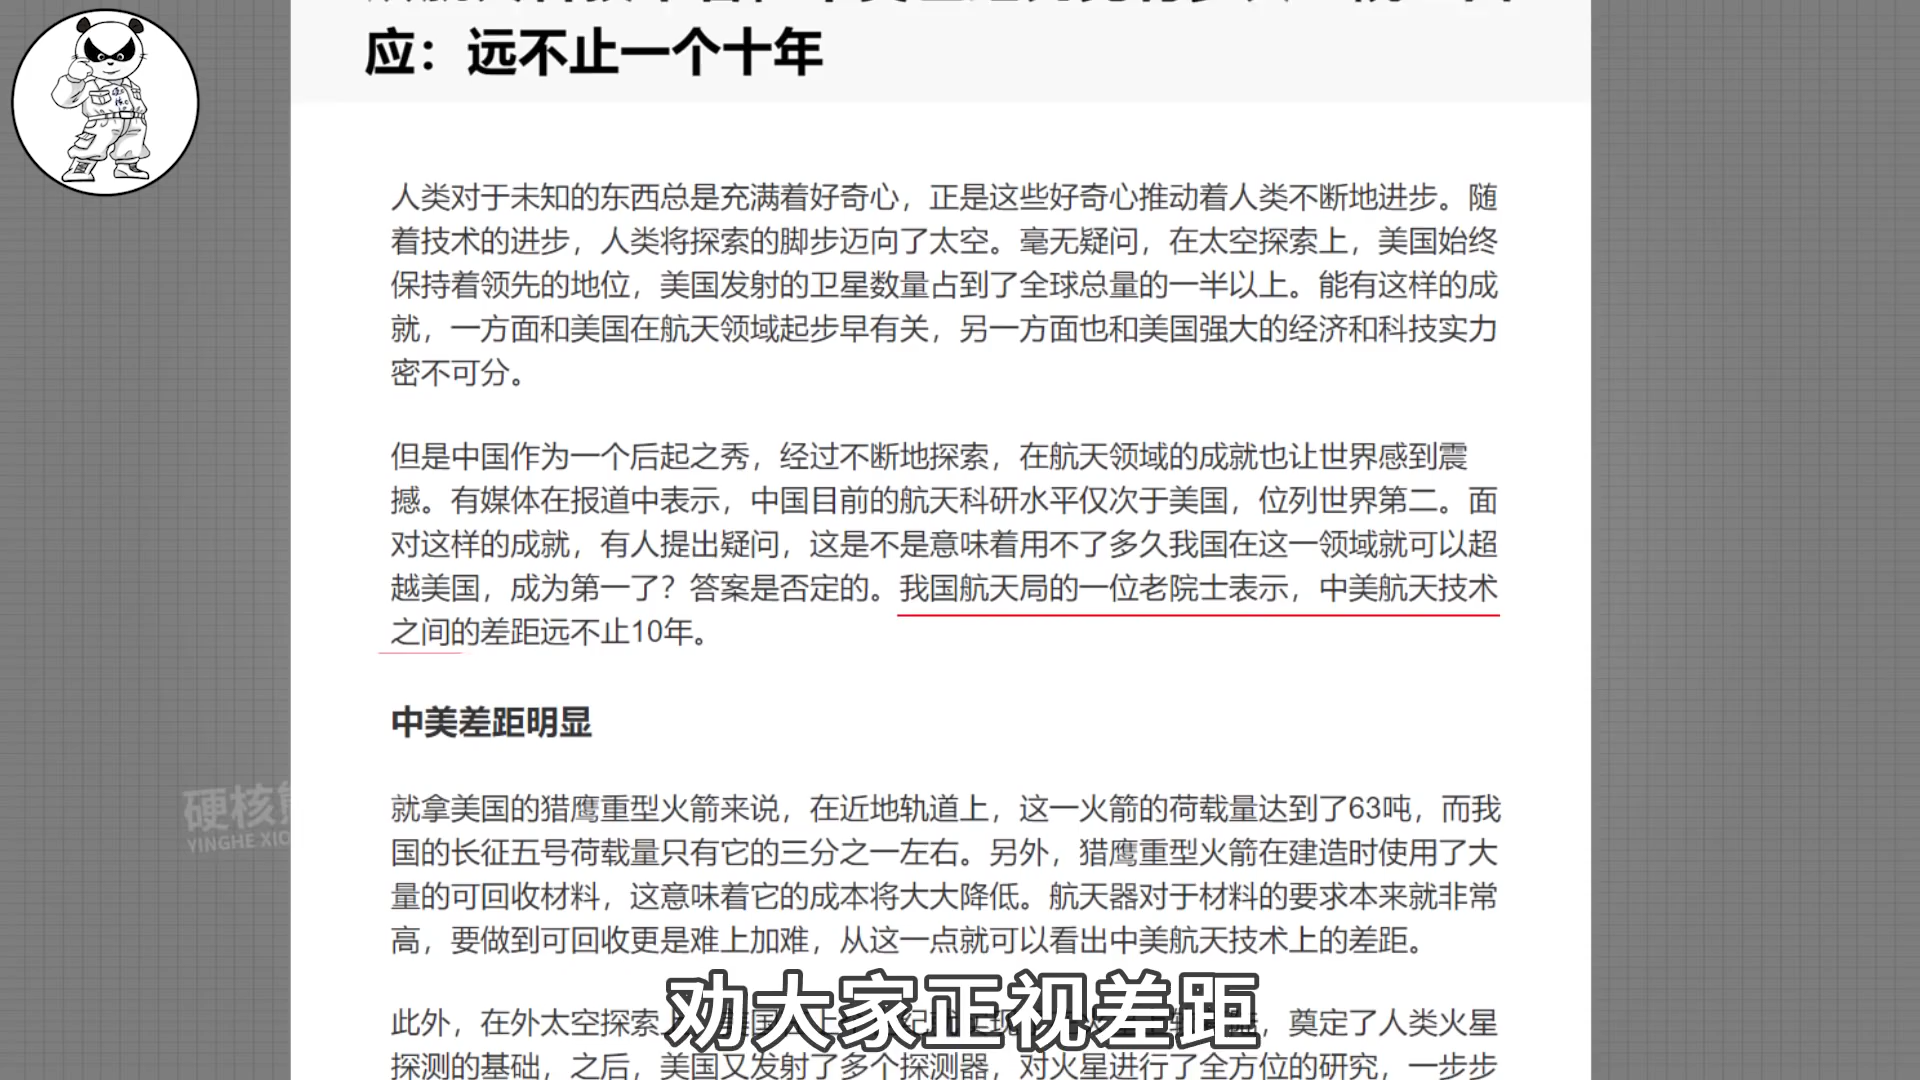 应：远不止一个十年
人类对于未知的东西总是充满着好奇心，正是这些好奇心推动着人类不断地进步。随
着技术的进步，人类将探索的脚步迈向了太空。毫无疑问，在太空探索上，美国始终
保持着领先的地位，美国发射的卫星数量占到了全球总量的一半以上。能有这样的成
就，一方面和美国在航天领域起步早有关，另一方面也和美国强大的经济和科技实力
密不可分。
但是中国作为一个后起之秀，经过不断地探索，在航天领域的成就也让世界感到震
撼。有媒体在报道中表示，中国目前的航天科研水平仅次于美国，位列世界第二。面
对这样的成就，有人提出疑问，这是不是意味着用不了多久我国在这一领域就可以超
越美国，成为第一了？答案是否定的。我国航天局的一位老院士表示，中美航天技术
之间的差距远不止10年。
中美差距明显
硬核
YINGHE XIO
就拿美国的猎鹰重型火箭来说，在近地轨道上，这一火箭的荷载量达到了63吨，而我
国的长征五号荷载量只有它的三分之一左右。另外，猎鹰重型火箭在建造时使用了大
量的可回收材料，这意味着它的成本将大大降低。航天器对于材料的要求本来就非常
高，要做到可回收更是难上加难，从这一点就可以看出中美航天技术上的差距。
劝大家正视差距
此外，在外太空探索 ，奠定了人类火星
探测的基础，之后，美国又发射了多个探测器，对火星进行了全方位的研究，一步步